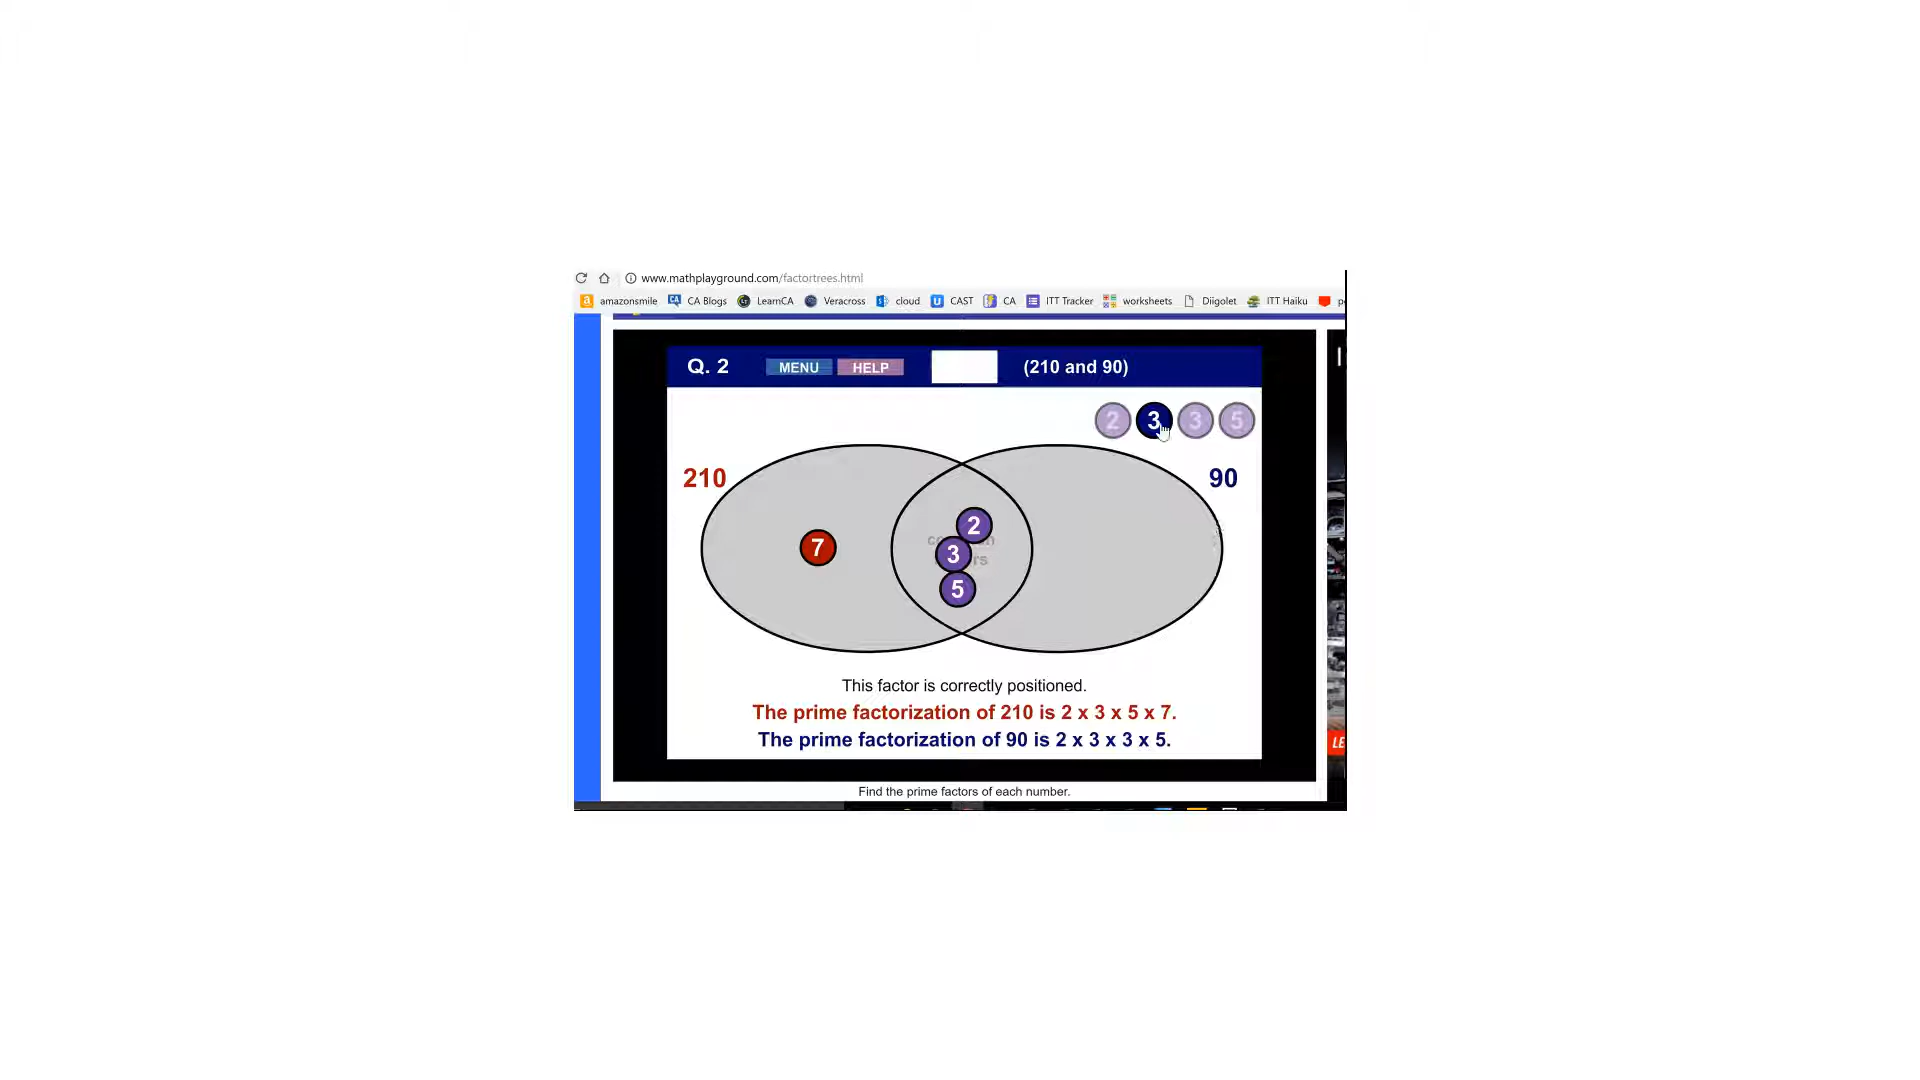 www.mathplayground.com/factortrees.html
amazonsmile CA Blogs LearnCA Veracross cloud CAST CA ITT Tracker worksheets Diigolet ITT Haiku
Q. 2 MENU HELP (210 and 90)
2 3 3 5
210 90
2
7 3
5
This factor is correctly positioned.
The prime factorization of 210 is 2 x 3 x 5 x 7.
The prime factorization of 90 is 2 x 3 x 3 x 5.
Find the prime factors of each number.